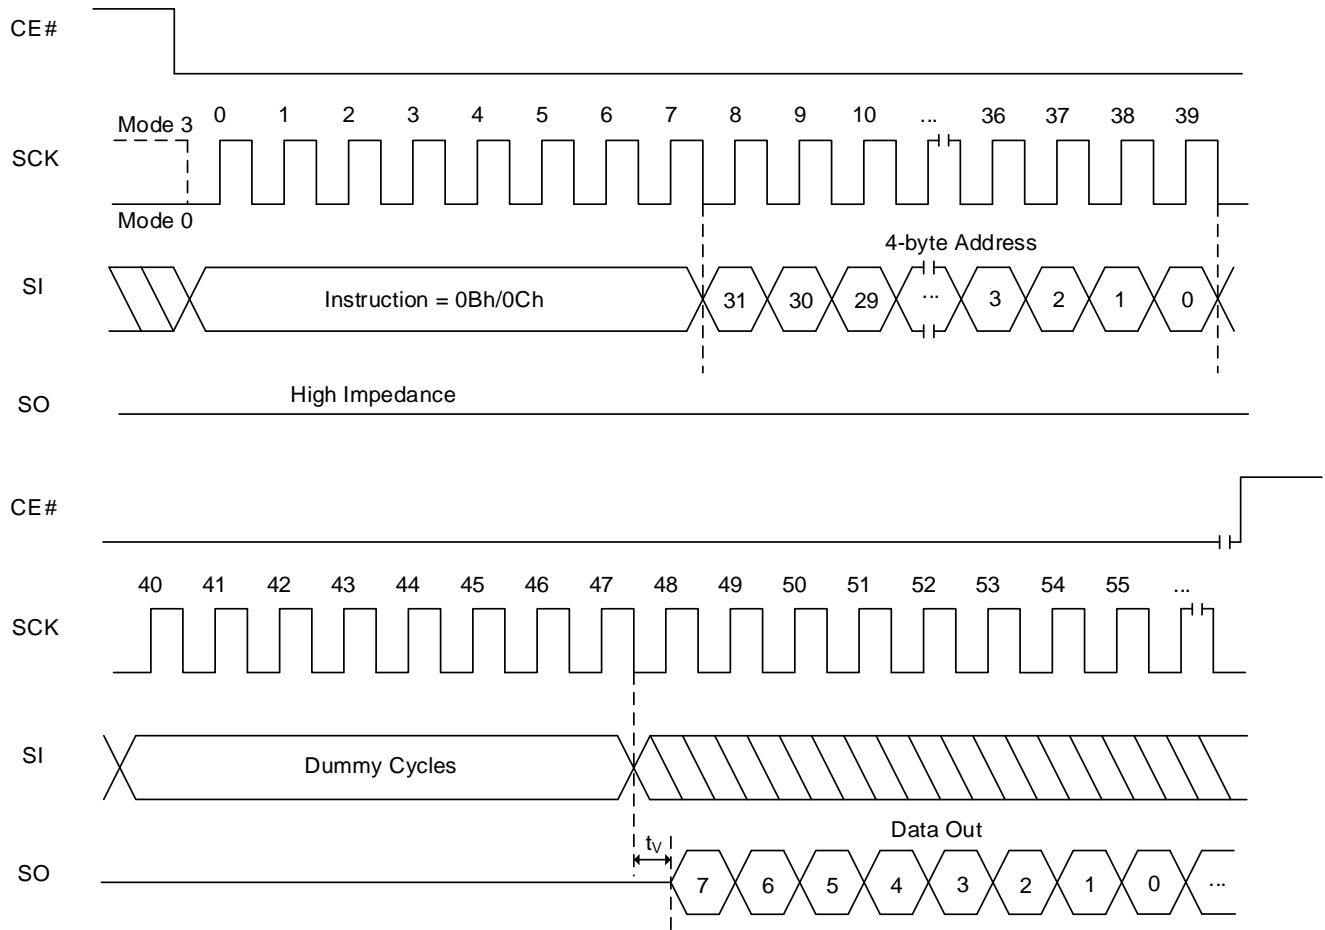 CE#
Mode 3 0 1 2 3 4 5 6 7 8 9 10 ... 36 37 38 39
SCK
Mode 0
4-byte Address
SI Instruction = 0Bh/0Ch 31 30 29 ... 3 2 1 0
High Impedance
SO
CE#
40 41 42 43 44 45 46 47 48 49 50 51 52 53 54 55 ...
SCK
SI Dummy Cycles
Data Out
tV
SO 7 6 5 4 3 2 1 0 ...